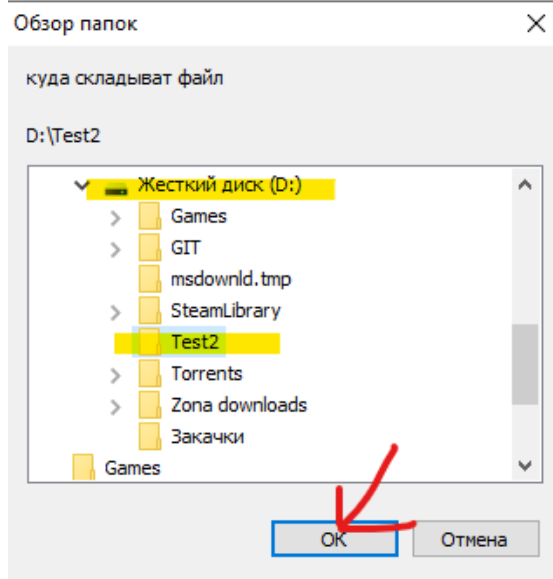 Обзор папок
куда складыват файл
D:\Test2
Жесткий диск (D:)
Games
GIT
msdownld.tmp
SteamLibrary
Test2
Torrents
Zona downloads
Закачки
Games
OK Отмена